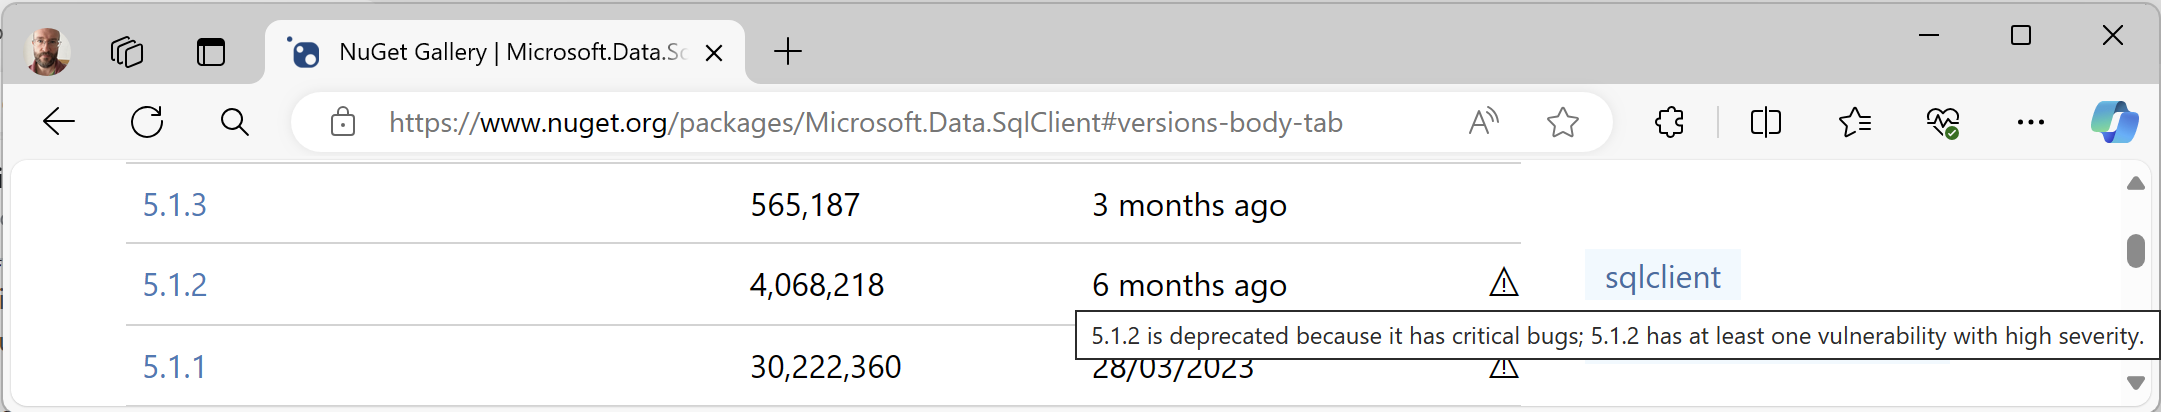 NuGet Gallery | Microsoft.Data.Sc
https://www.nuget.org/packages/Microsoft.Data.SqlClient#versions-body-tab
5.1.3 565,187 3 months ago
5.1.2 4,068,218 6 months ago
sqlclient
5.1.2 is deprecated because it has critical bugs; 5.1.2 has at least one vulnerability with high severity.
5.1.1 30,222,360 28/03/2023